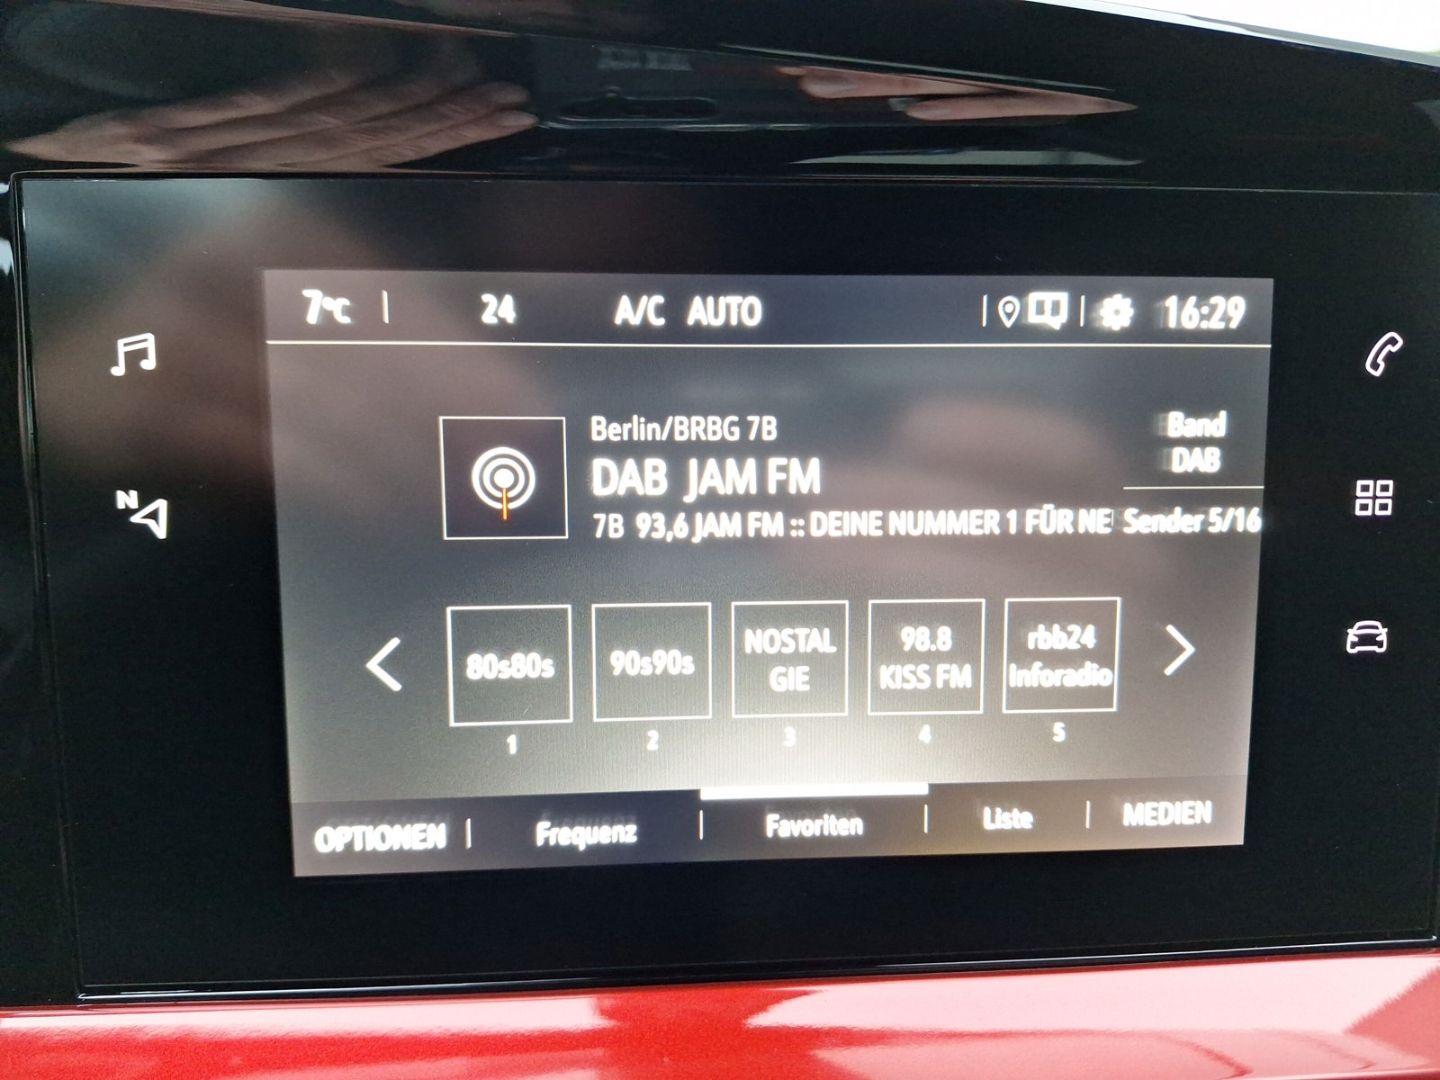 7°C 24 A/C AUTO 16:29
N
Berlin/BRBG 7B
DAB JAM FM
7B 93,6 JAM FM :: DEINE NUMMER 1 FÜR NE
Band
DAB
Sender 5/16
80s80s
90s90s
NOSTAL
GIE
98.8
KISS FM
rbb24
Inforadio
1 2 3 4 5
OPTIONEN Frequenz Favoriten Liste MEDIEN